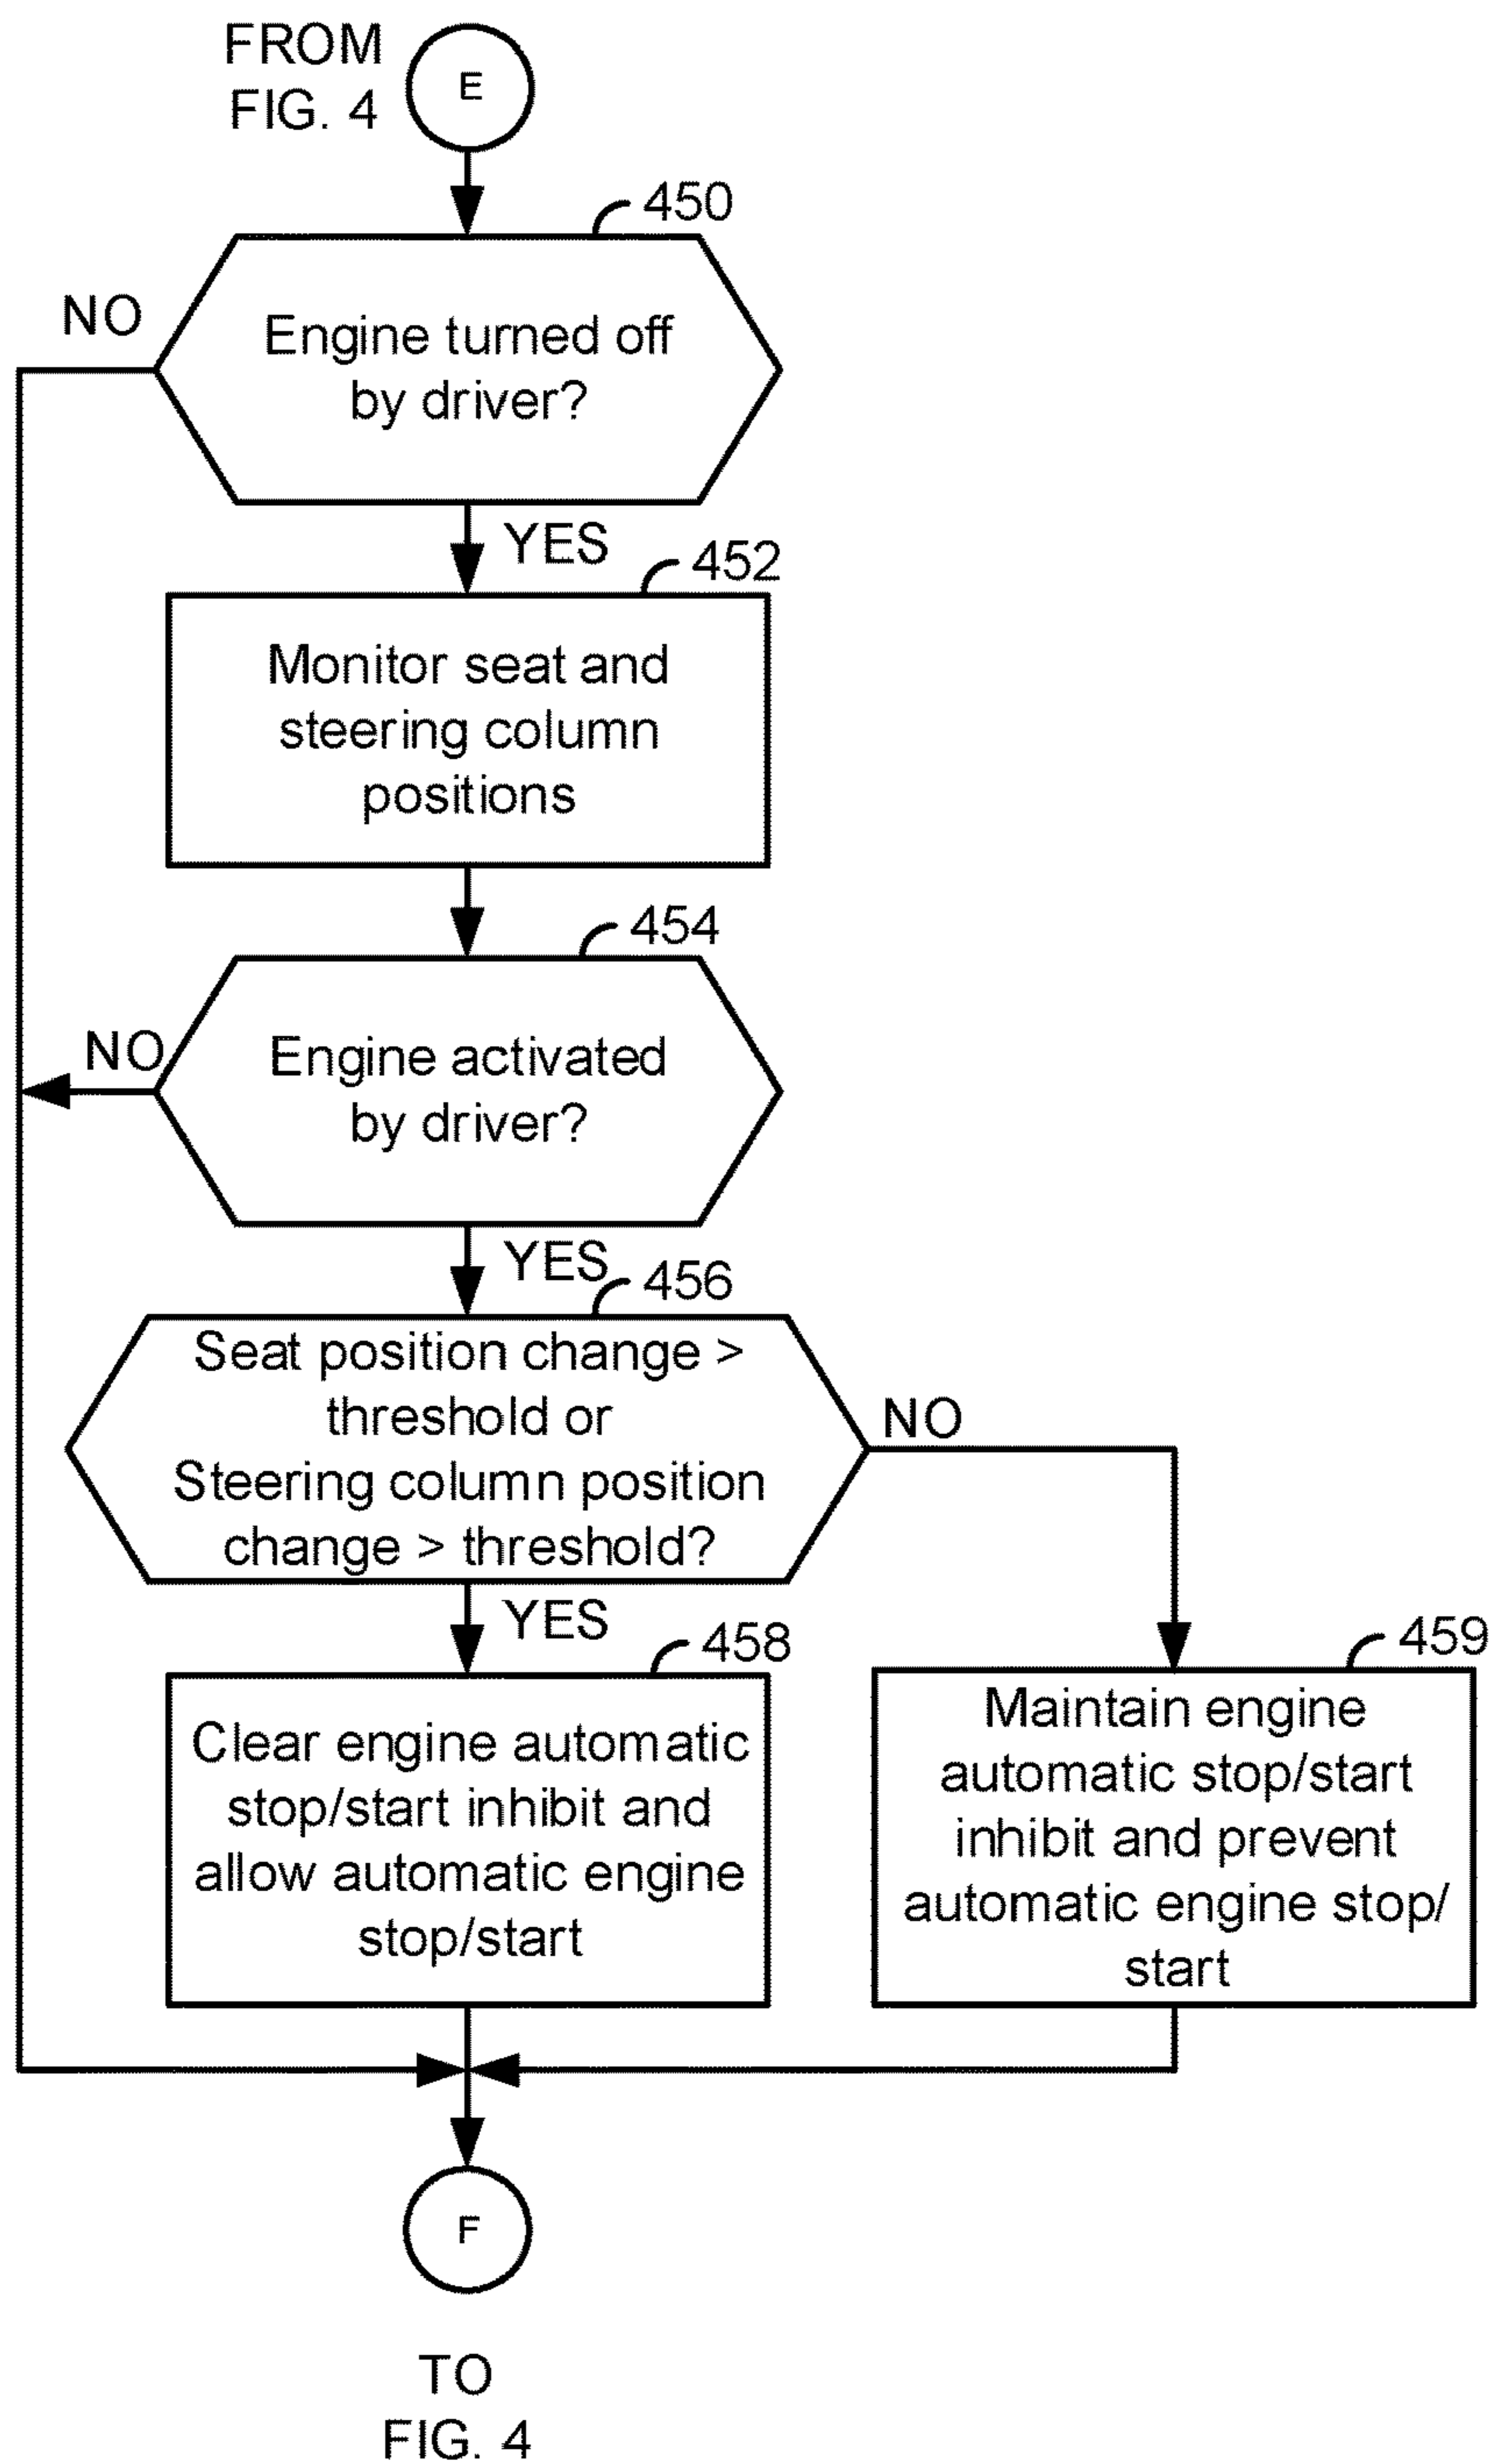 FROM
FIG. 4
E
450
NO
Engine turned off
by driver?
YES
452
Monitor seat and
steering column
positions
454
NO
Engine activated
by driver?
YES
456
Seat position change >
threshold or
Steering column position
change > threshold?
NO
YES
458
Clear engine automatic
stop/start inhibit and
allow automatic engine
stop/start
459
Maintain engine
automatic stop/start
inhibit and prevent
automatic engine stop/
start
F
TO
FIG. 4